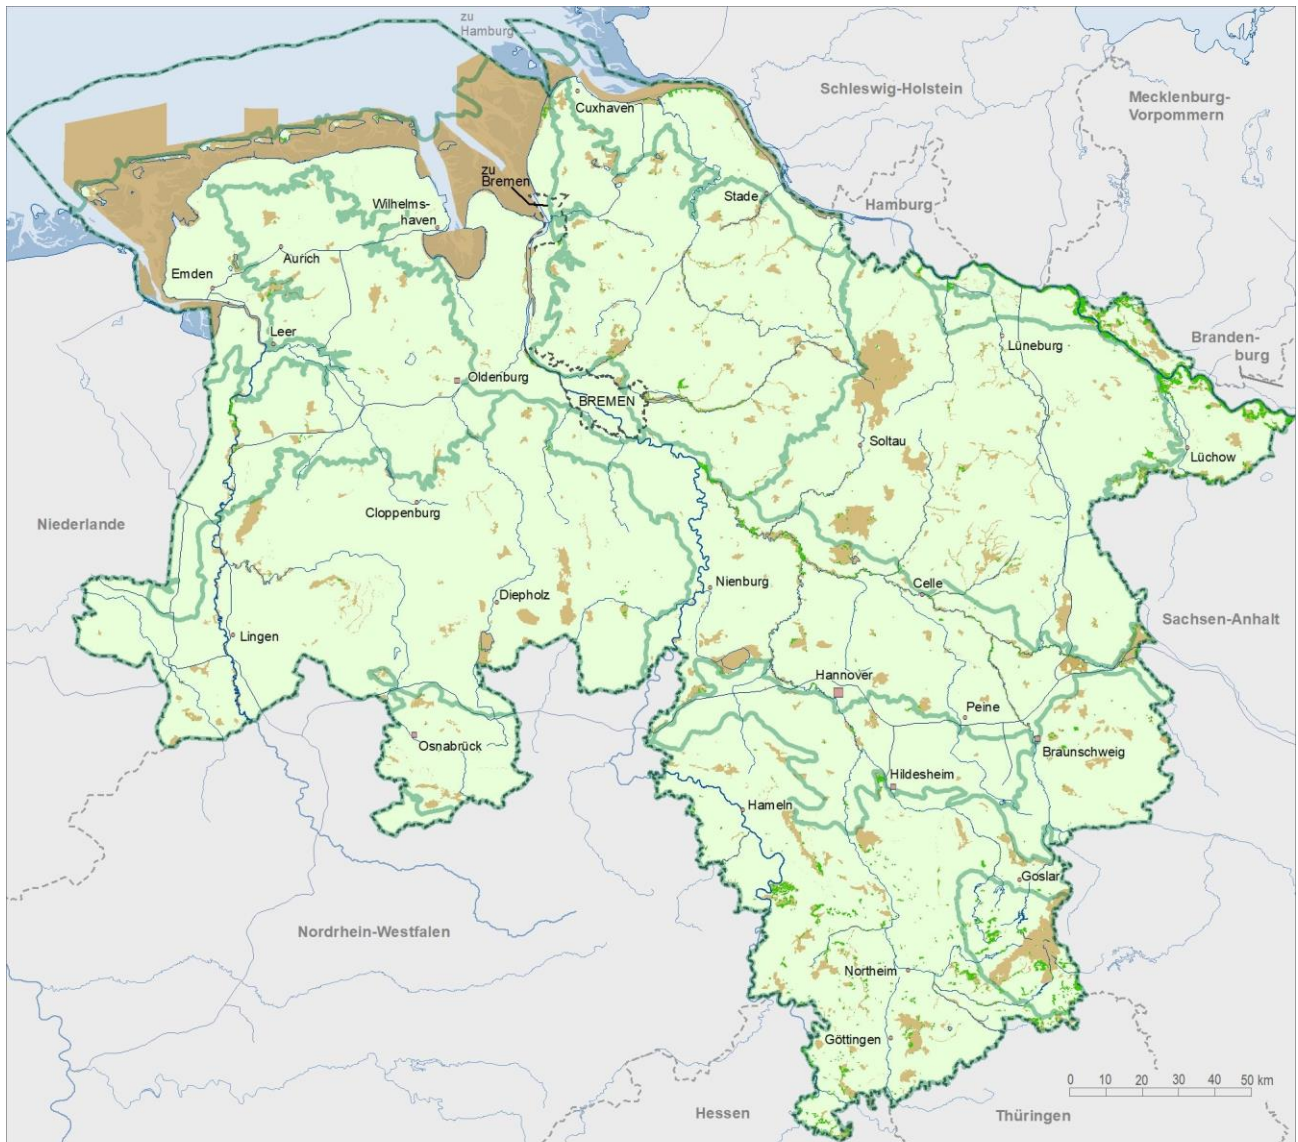 zu
Hamburg
Schleswig-Holstein
Mecklenburg-
Vorpommern
Cuxhaven
zu
Bremen
Stade
Hamburg
Wilhelms-
haven
Aurich
Emden
Leer
Lüneburg
Branden-
burg
Oldenburg
BREMEN
Soltau
Lüchow
Niederlande
Cloppenburg
Nienburg
Celle
Diepholz
Sachsen-Anhalt
Lingen
Hannover
Peine
Osnabrück
Braunschweig
Hildesheim
Hameln
Goslar
Nordrhein-Westfalen
Northeim
Göttingen
0 10 20 30 40 50 km
Hessen
Thüringen